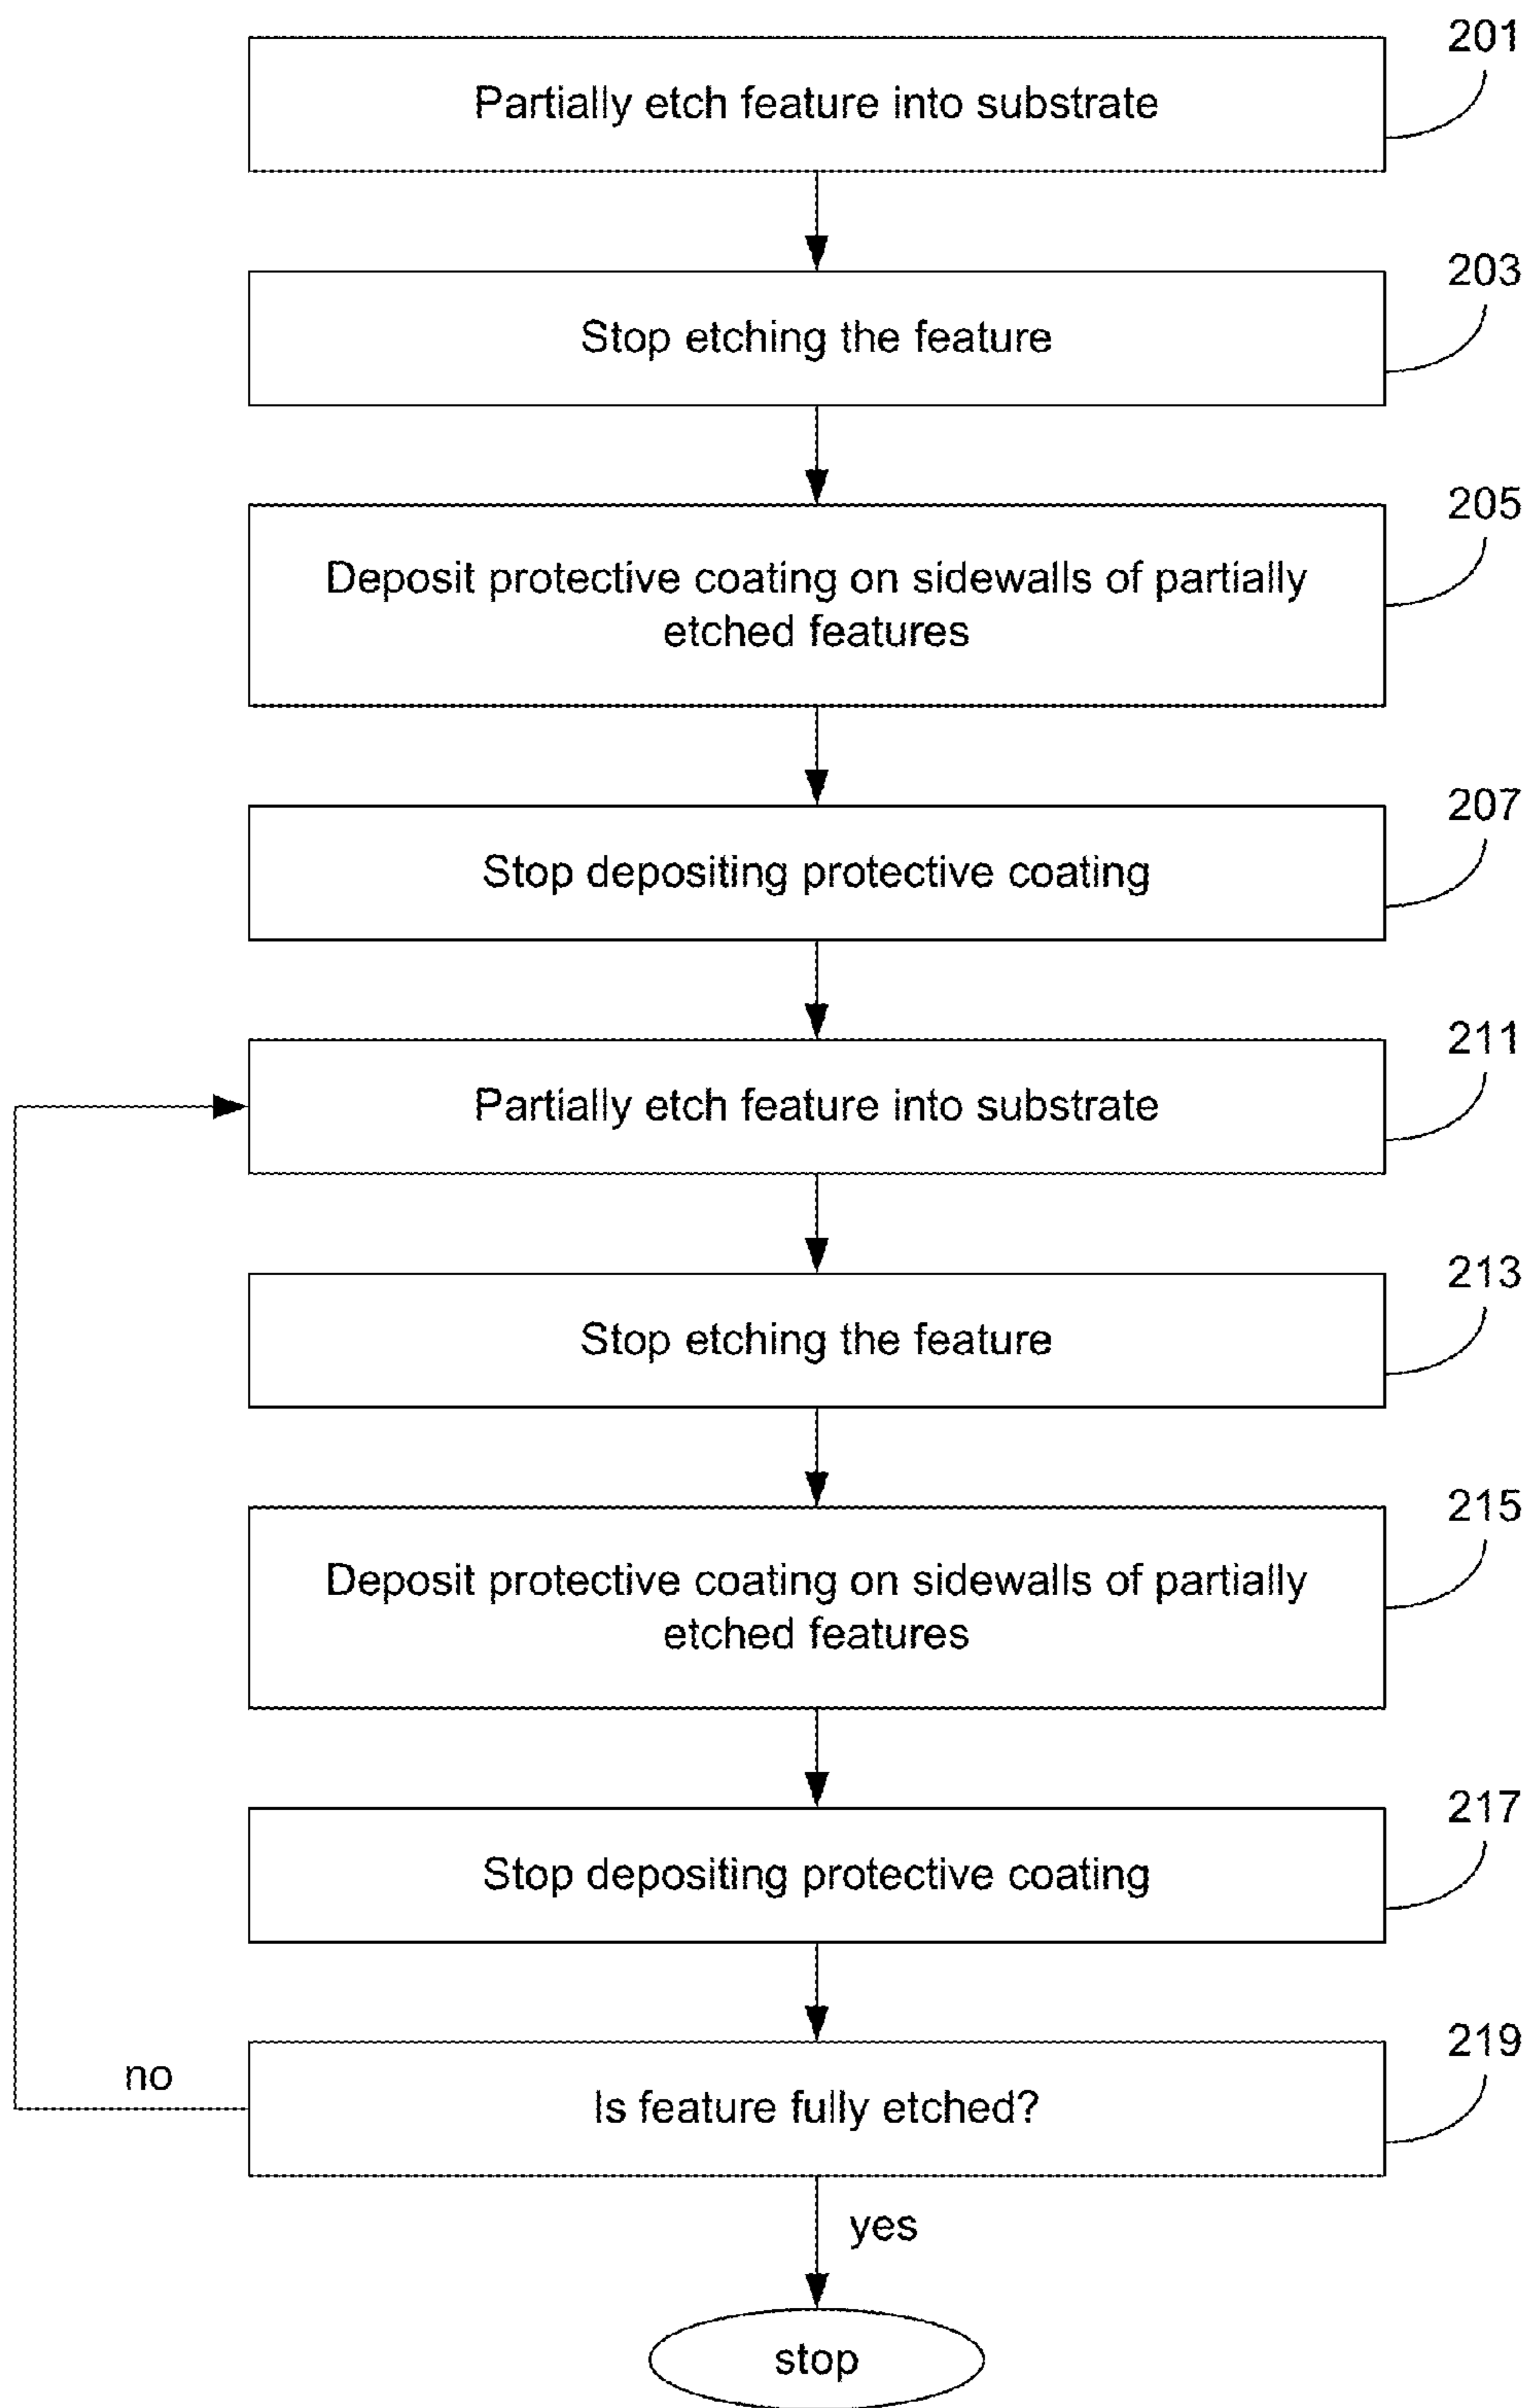 201
Partially etch feature into substrate
203
Stop etching the feature
205
Deposit protective coating on sidewalls of partially
etched features
207
Stop depositing protective coating
211
Partially etch feature into substrate
213
Stop etching the feature
215
Deposit protective coating on sidewalls of partially
etched features
217
Stop depositing protective coating
219
no
Is feature fully etched?
yes
stop